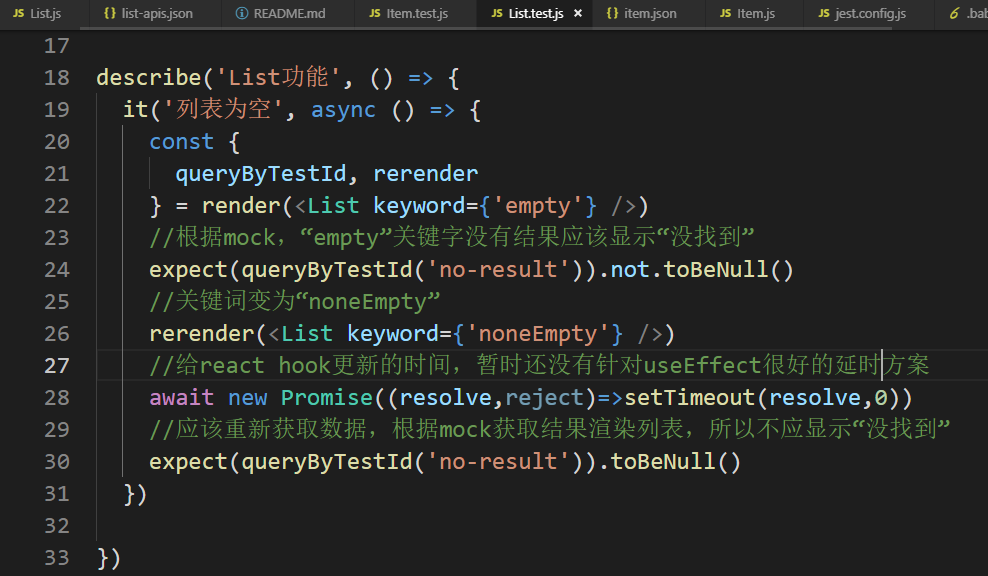 JS List.js {} list-apis.json ⓘ README.md JS Item.test.js JS List.test.js × {} item.json JS Item.js JS jest.config.js 6 .bab
17
18 describe('List功能', () => {
19 it('列表为空', async () => {
20 const {
21 queryByTestId, rerender
22 } = render(<List keyword={'empty'} />)
23 //根据mock，“empty”关键字没有结果应该显示“没找到”
24 expect(queryByTestId('no-result')).not.toBeNull()
25 //关键词变为“noneEmpty”
26 rerender(<List keyword={'noneEmpty'} />)
27 //给react hook更新的时间，暂时还没有针对useEffect很好的延时方案
28 await new Promise((resolve,reject)=>setTimeout(resolve,0))
29 //应该重新获取数据，根据mock获取结果渲染列表，所以不应显示“没找到”
30 expect(queryByTestId('no-result')).toBeNull()
31 })
32
33 })